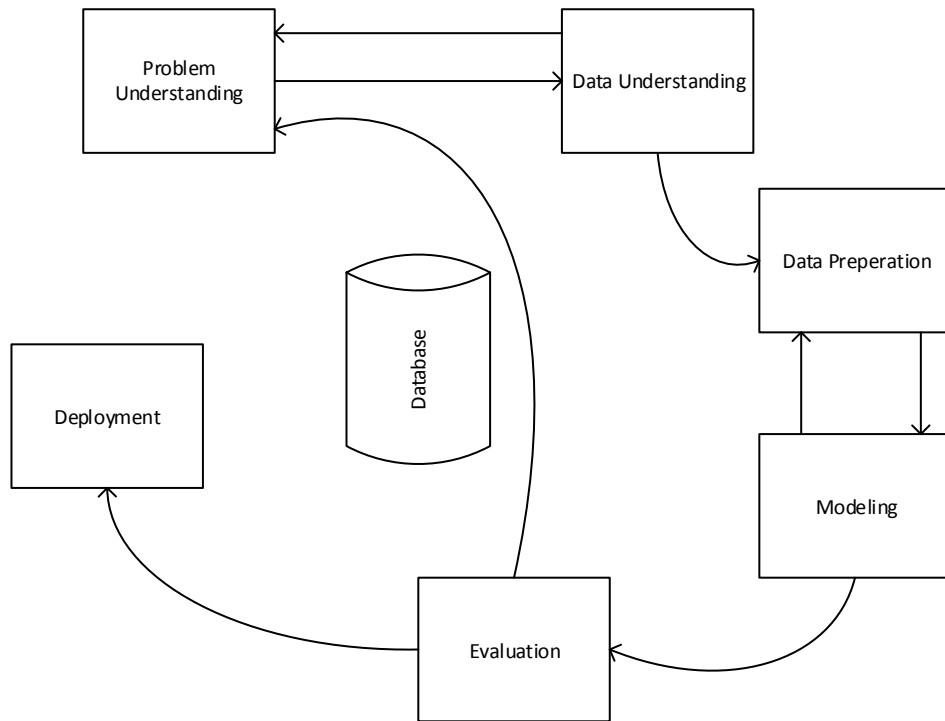 Problem
Understanding
Data Understanding
Data Preperation
Database
Deployment
Modeling
Evaluation